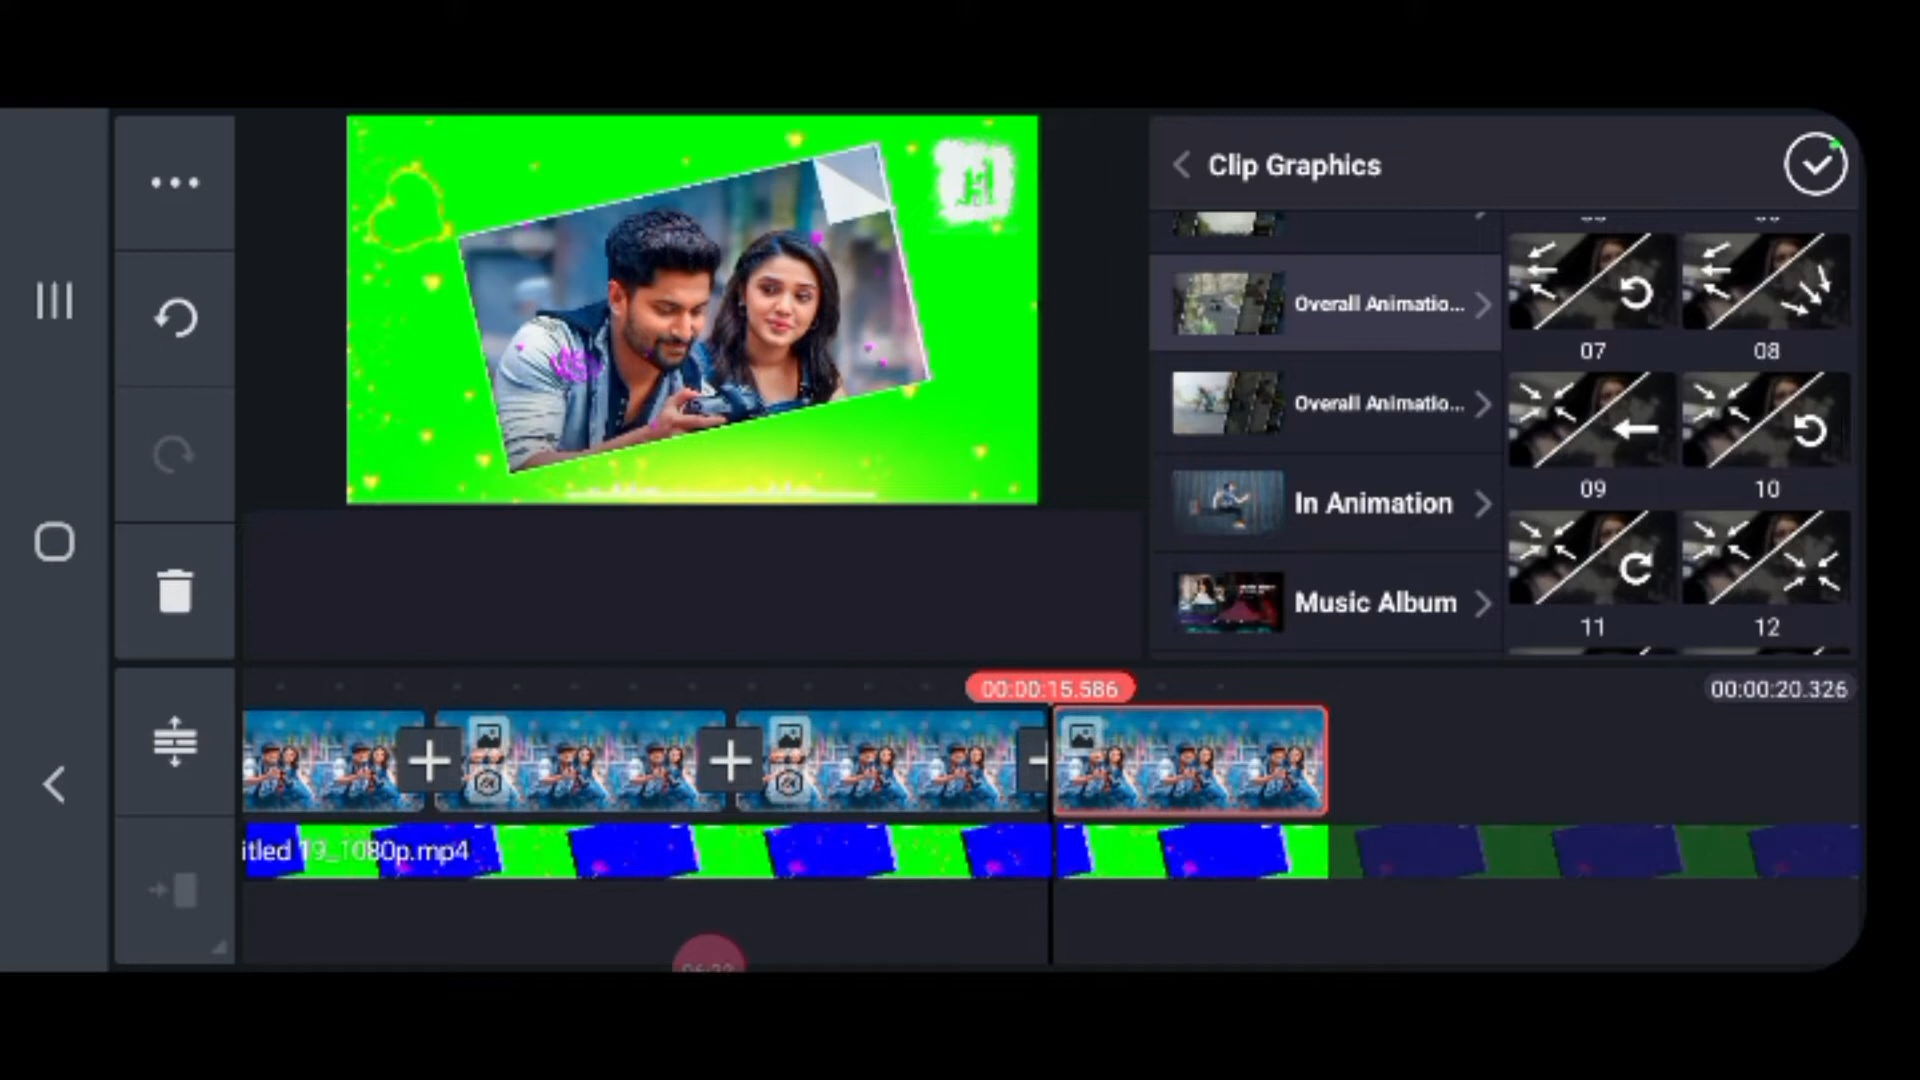 Clip Graphics
Overall Animatio...
Overall Animatio...
In Animation
Music Album
07
08
09
10
11
12
00:00:15.586
00:00:20.326
itled 19_1080p.mp4